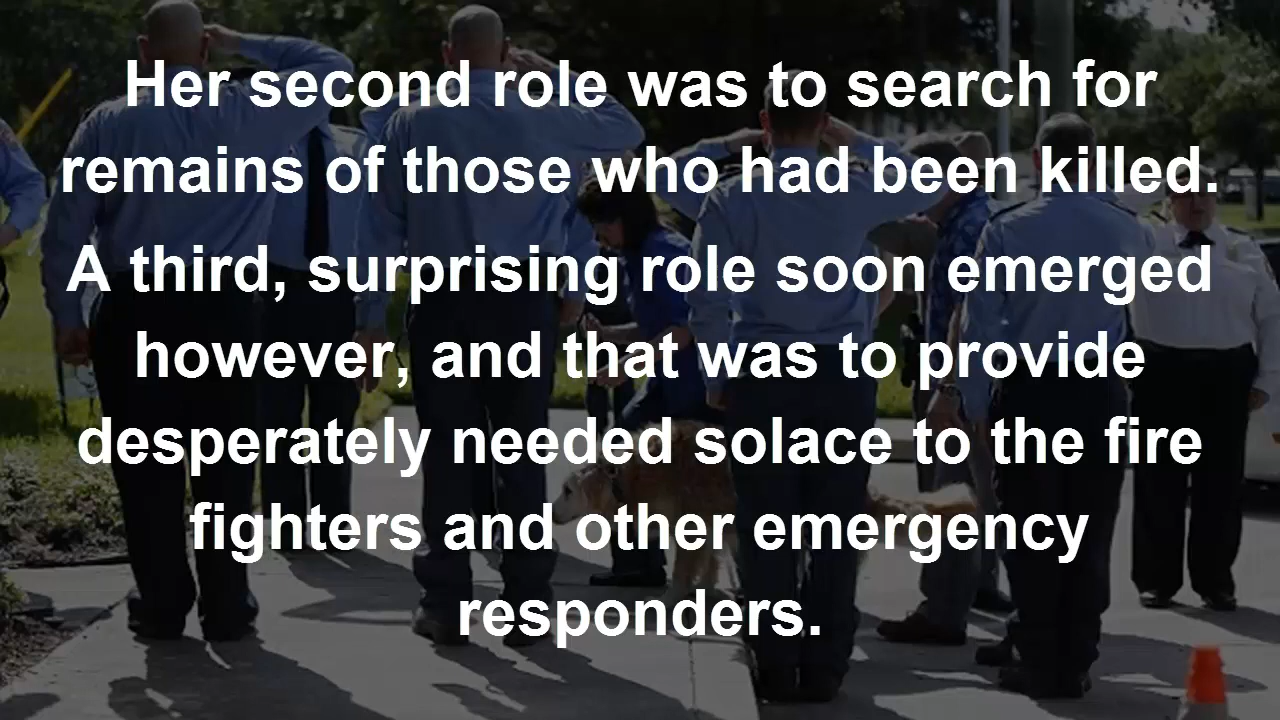 Her second role was to search for
remains of those who had been killed.
A third, surprising role soon emerged
however, and that was to provide
desperately needed solace to the fire
fighters and other emergency
responders.